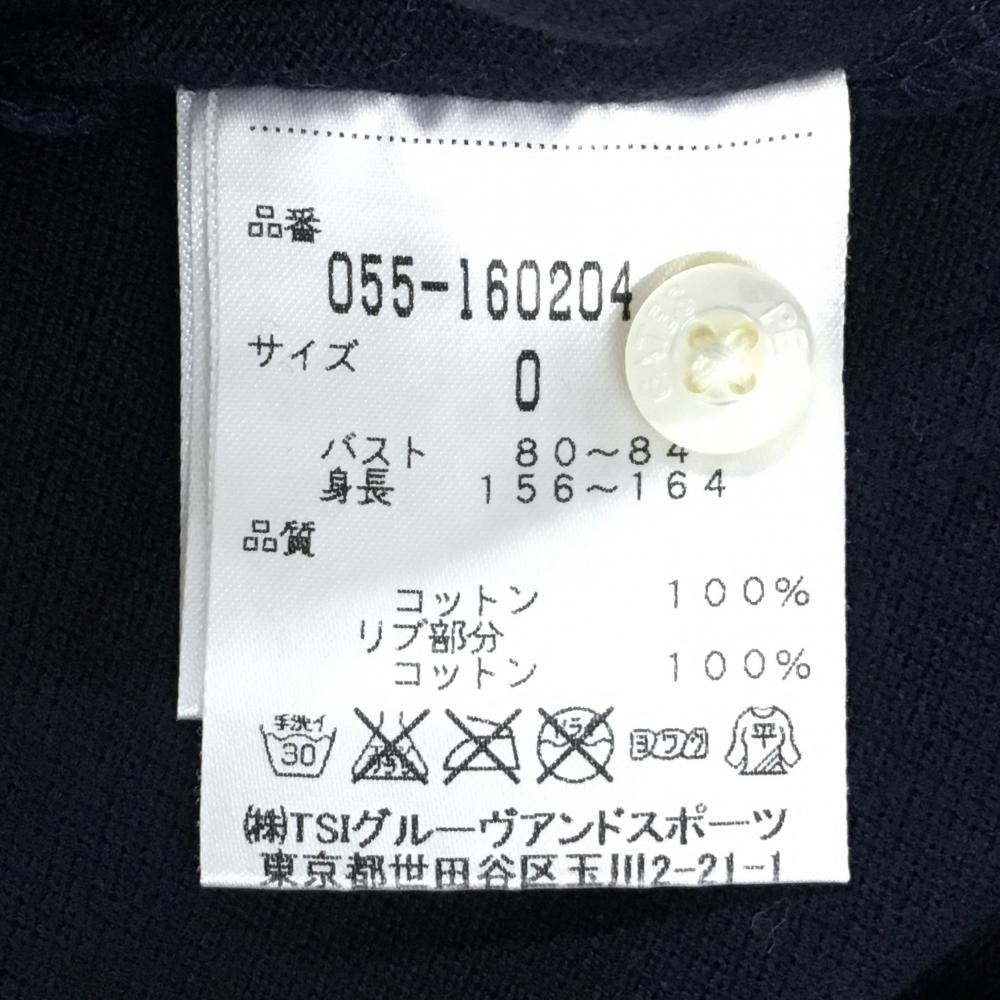 品番
055-160204
サイズ
0
バスト 80~84
身長 156~164
品質
コットン 100%
リブ部分
コットン 100%
手洗イ
30
ヨワク
平
㈱TSIグルーヴアンドスポーツ
東京都世田谷区玉川2-21-1